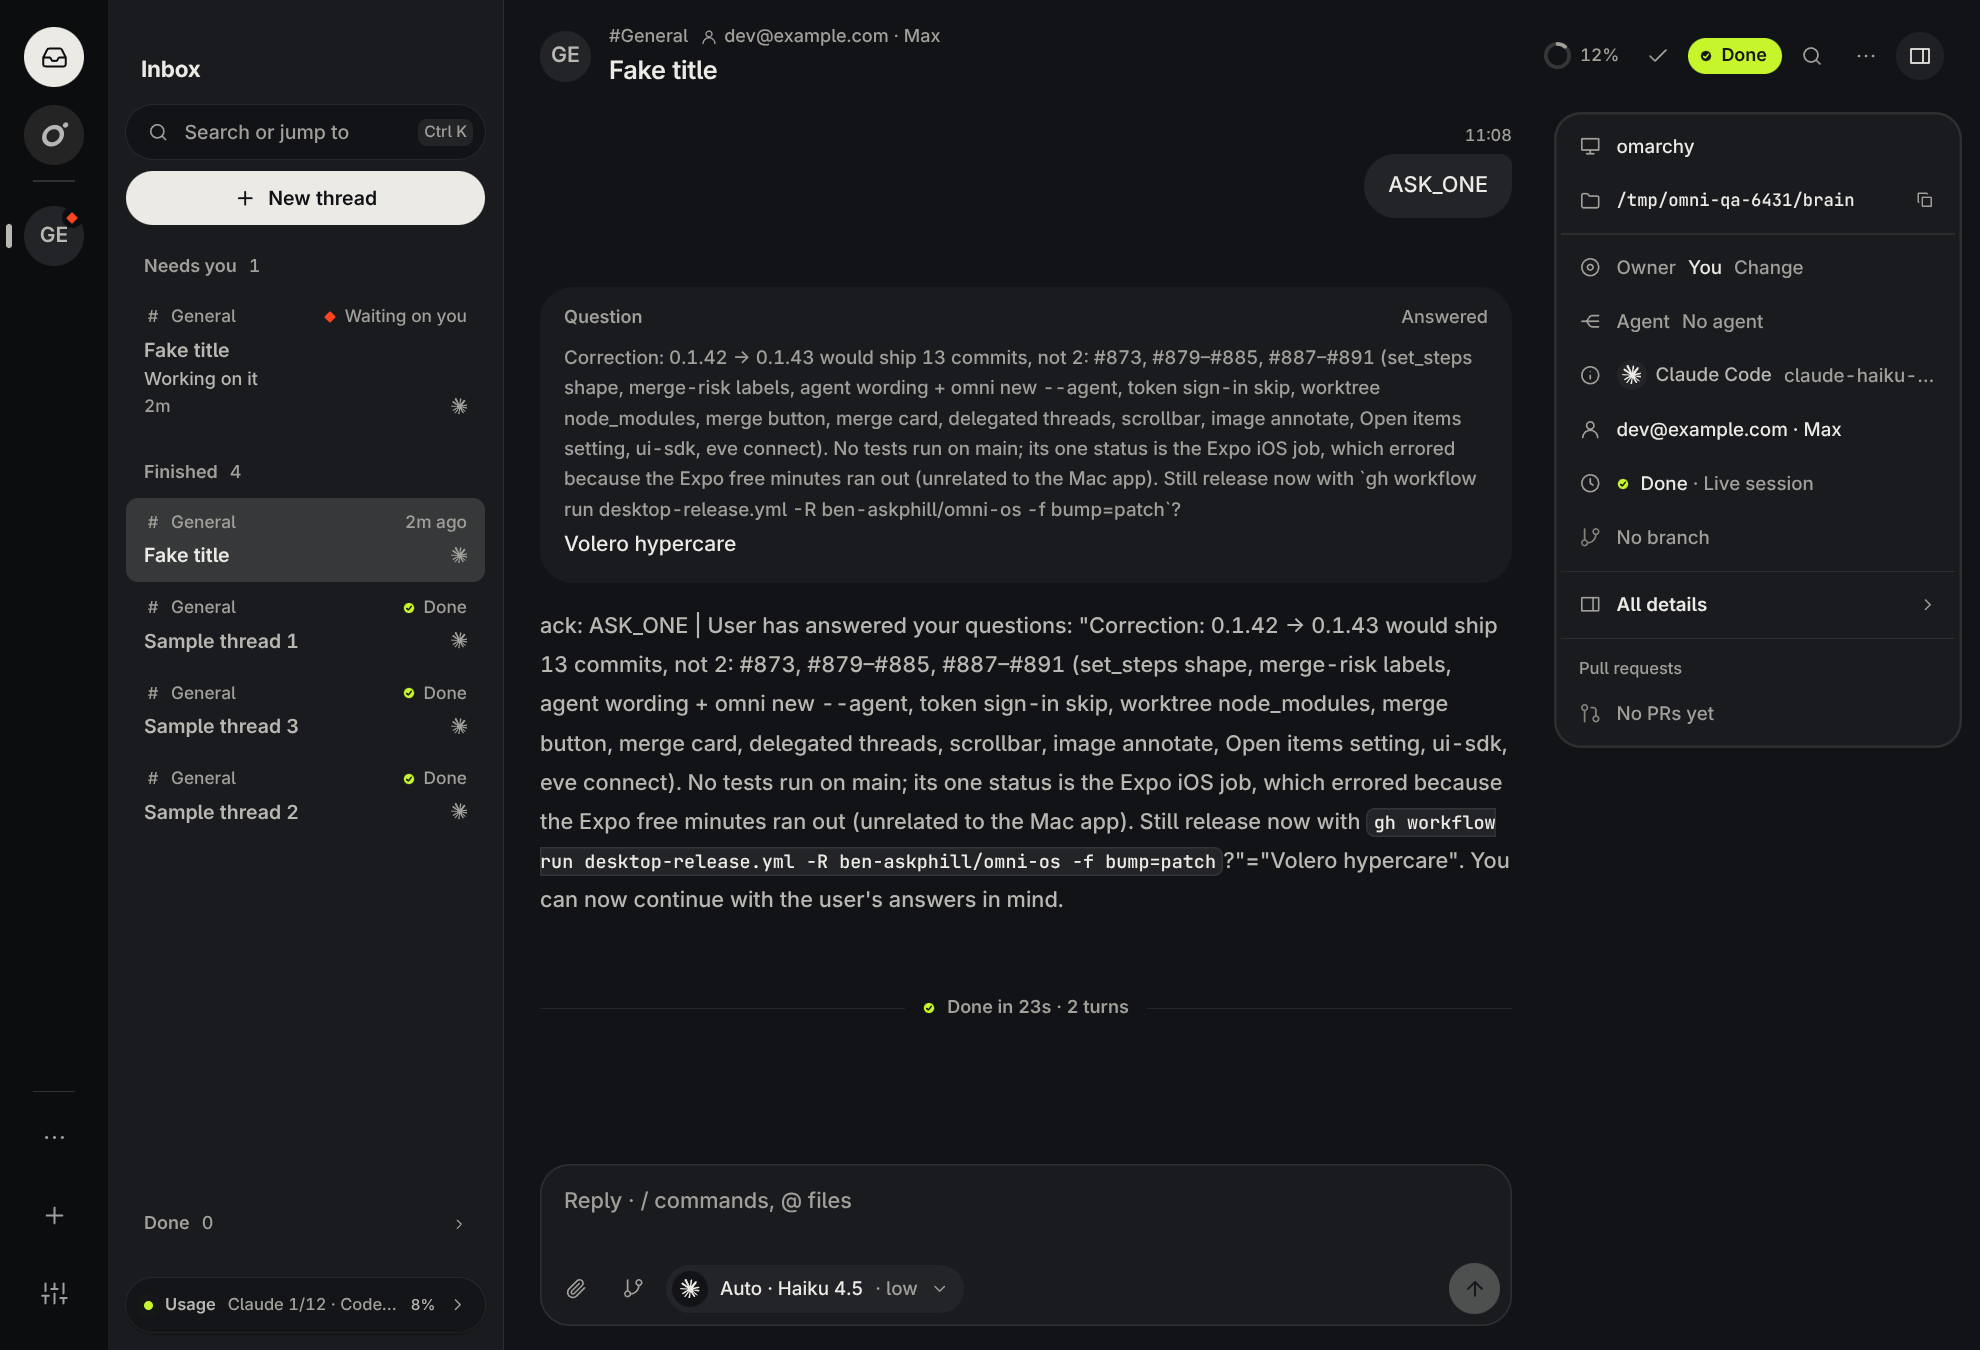 Inbox
Search or jump to
Ctrl K
New thread
GE
Needs you 1
# General
Waiting on you
Fake title
Working on it
2m
Finished 4
# General
2m ago
Fake title
# General
Done
Sample thread 1
# General
Done
Sample thread 3
# General
Done
Sample thread 2
Done 0
Usage Claude 1/12 · Code... 8%
GE
#General dev@example.com · Max
Fake title
12%
Done
11:08
ASK_ONE
Question
Answered
Correction: 0.1.42 → 0.1.43 would ship 13 commits, not 2: #873, #879–#885, #887–#891 (set_steps
shape, merge-risk labels, agent wording + omni new --agent, token sign-in skip, worktree
node_modules, merge button, merge card, delegated threads, scrollbar, image annotate, Open items
setting, ui-sdk, eve connect). No tests run on main; its one status is the Expo iOS job, which errored
because the Expo free minutes ran out (unrelated to the Mac app). Still release now with `gh workflow
run desktop-release.yml -R ben-askphill/omni-os -f bump=patch`?
Volero hypercare
ack: ASK_ONE | User has answered your questions: "Correction: 0.1.42 → 0.1.43 would ship
13 commits, not 2: #873, #879–#885, #887–#891 (set_steps shape, merge-risk labels,
agent wording + omni new --agent, token sign-in skip, worktree node_modules, merge
button, merge card, delegated threads, scrollbar, image annotate, Open items setting, ui-sdk,
eve connect). No tests run on main; its one status is the Expo iOS job, which errored because
the Expo free minutes ran out (unrelated to the Mac app). Still release now with gh workflow
run desktop-release.yml -R ben-askphill/omni-os -f bump=patch?"="Volero hypercare". You
can now continue with the user's answers in mind.
Done in 23s · 2 turns
Reply · / commands, @ files
Auto · Haiku 4.5 · low
omarchy
/tmp/omni-qa-6431/brain
Owner You Change
Agent No agent
Claude Code claude-haiku-...
dev@example.com · Max
Done · Live session
No branch
All details
Pull requests
No PRs yet